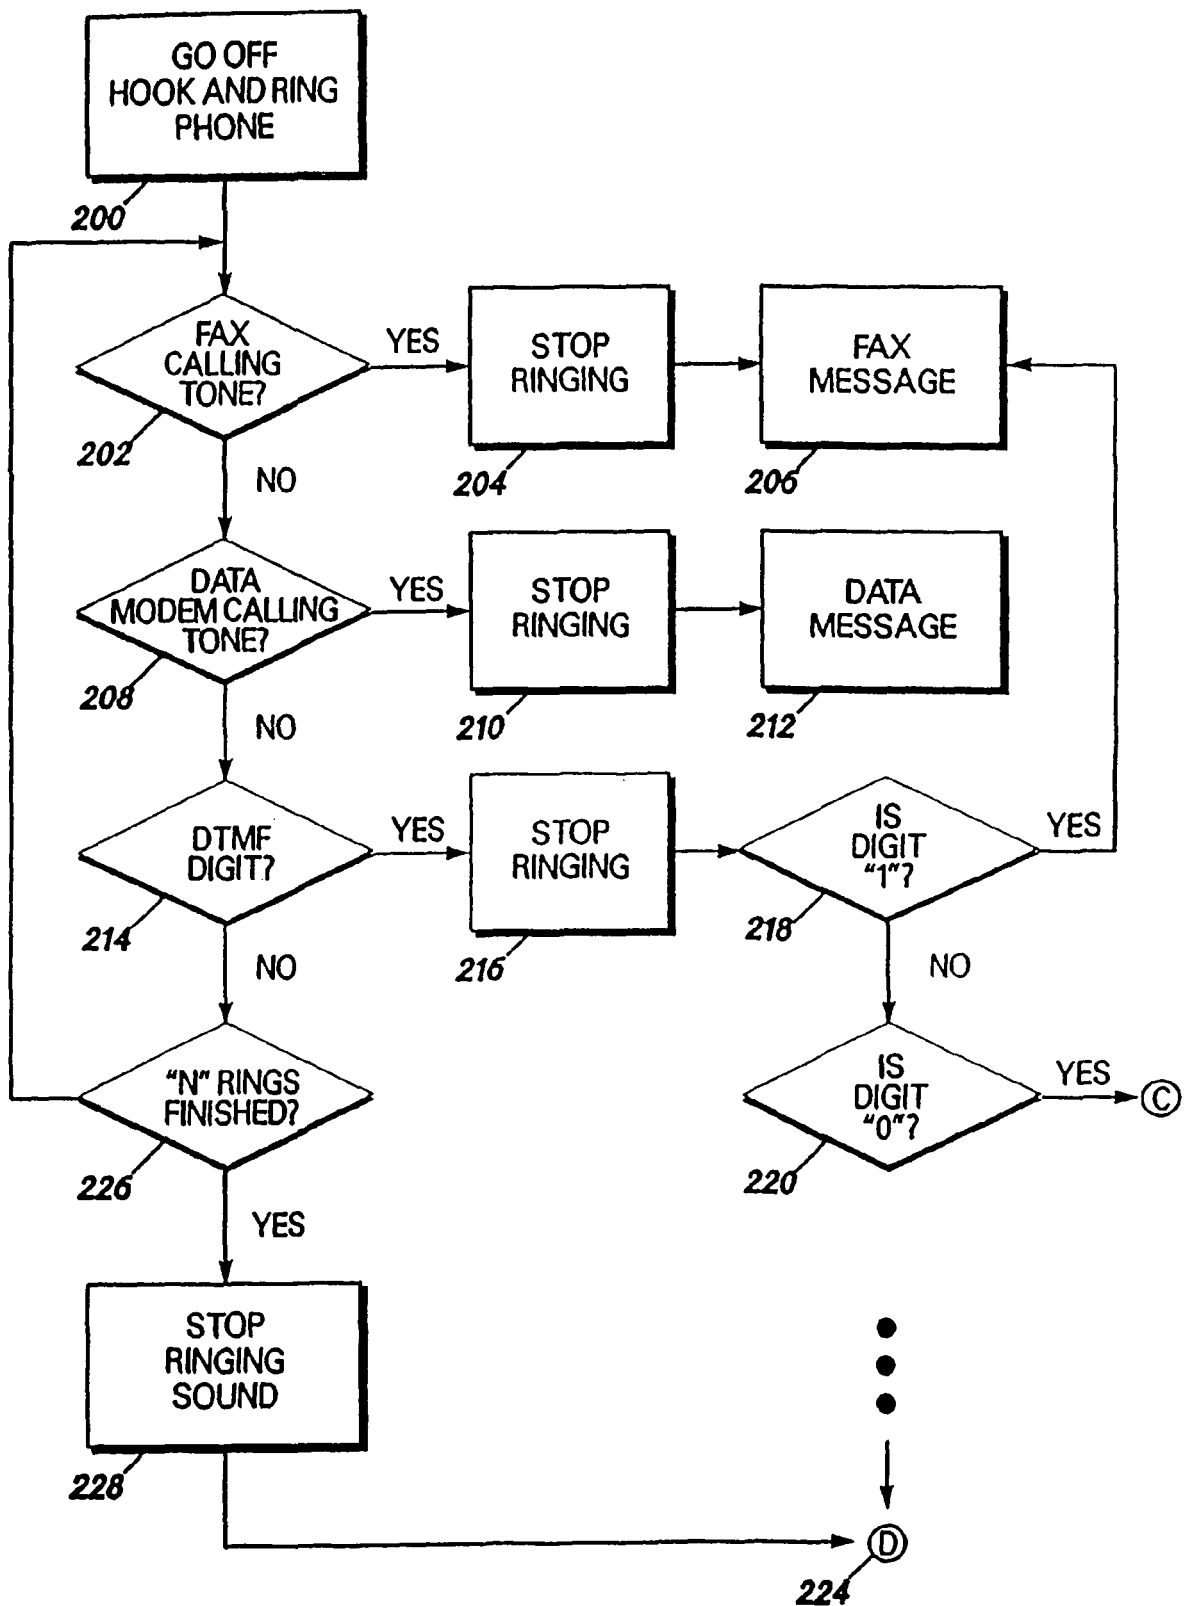 GO OFF
HOOK AND RING
PHONE
200
FAX
CALLING
TONE?
202
YES
STOP
RINGING
204
FAX
MESSAGE
206
NO
DATA
MODEM CALLING
TONE?
208
YES
STOP
RINGING
210
DATA
MESSAGE
212
NO
DTMF
DIGIT?
214
YES
STOP
RINGING
216
IS
DIGIT
"1"?
218
YES
NO
NO
"N" RINGS
FINISHED?
226
IS
DIGIT
"0"?
220
YES
C
YES
STOP
RINGING
SOUND
228
D
224